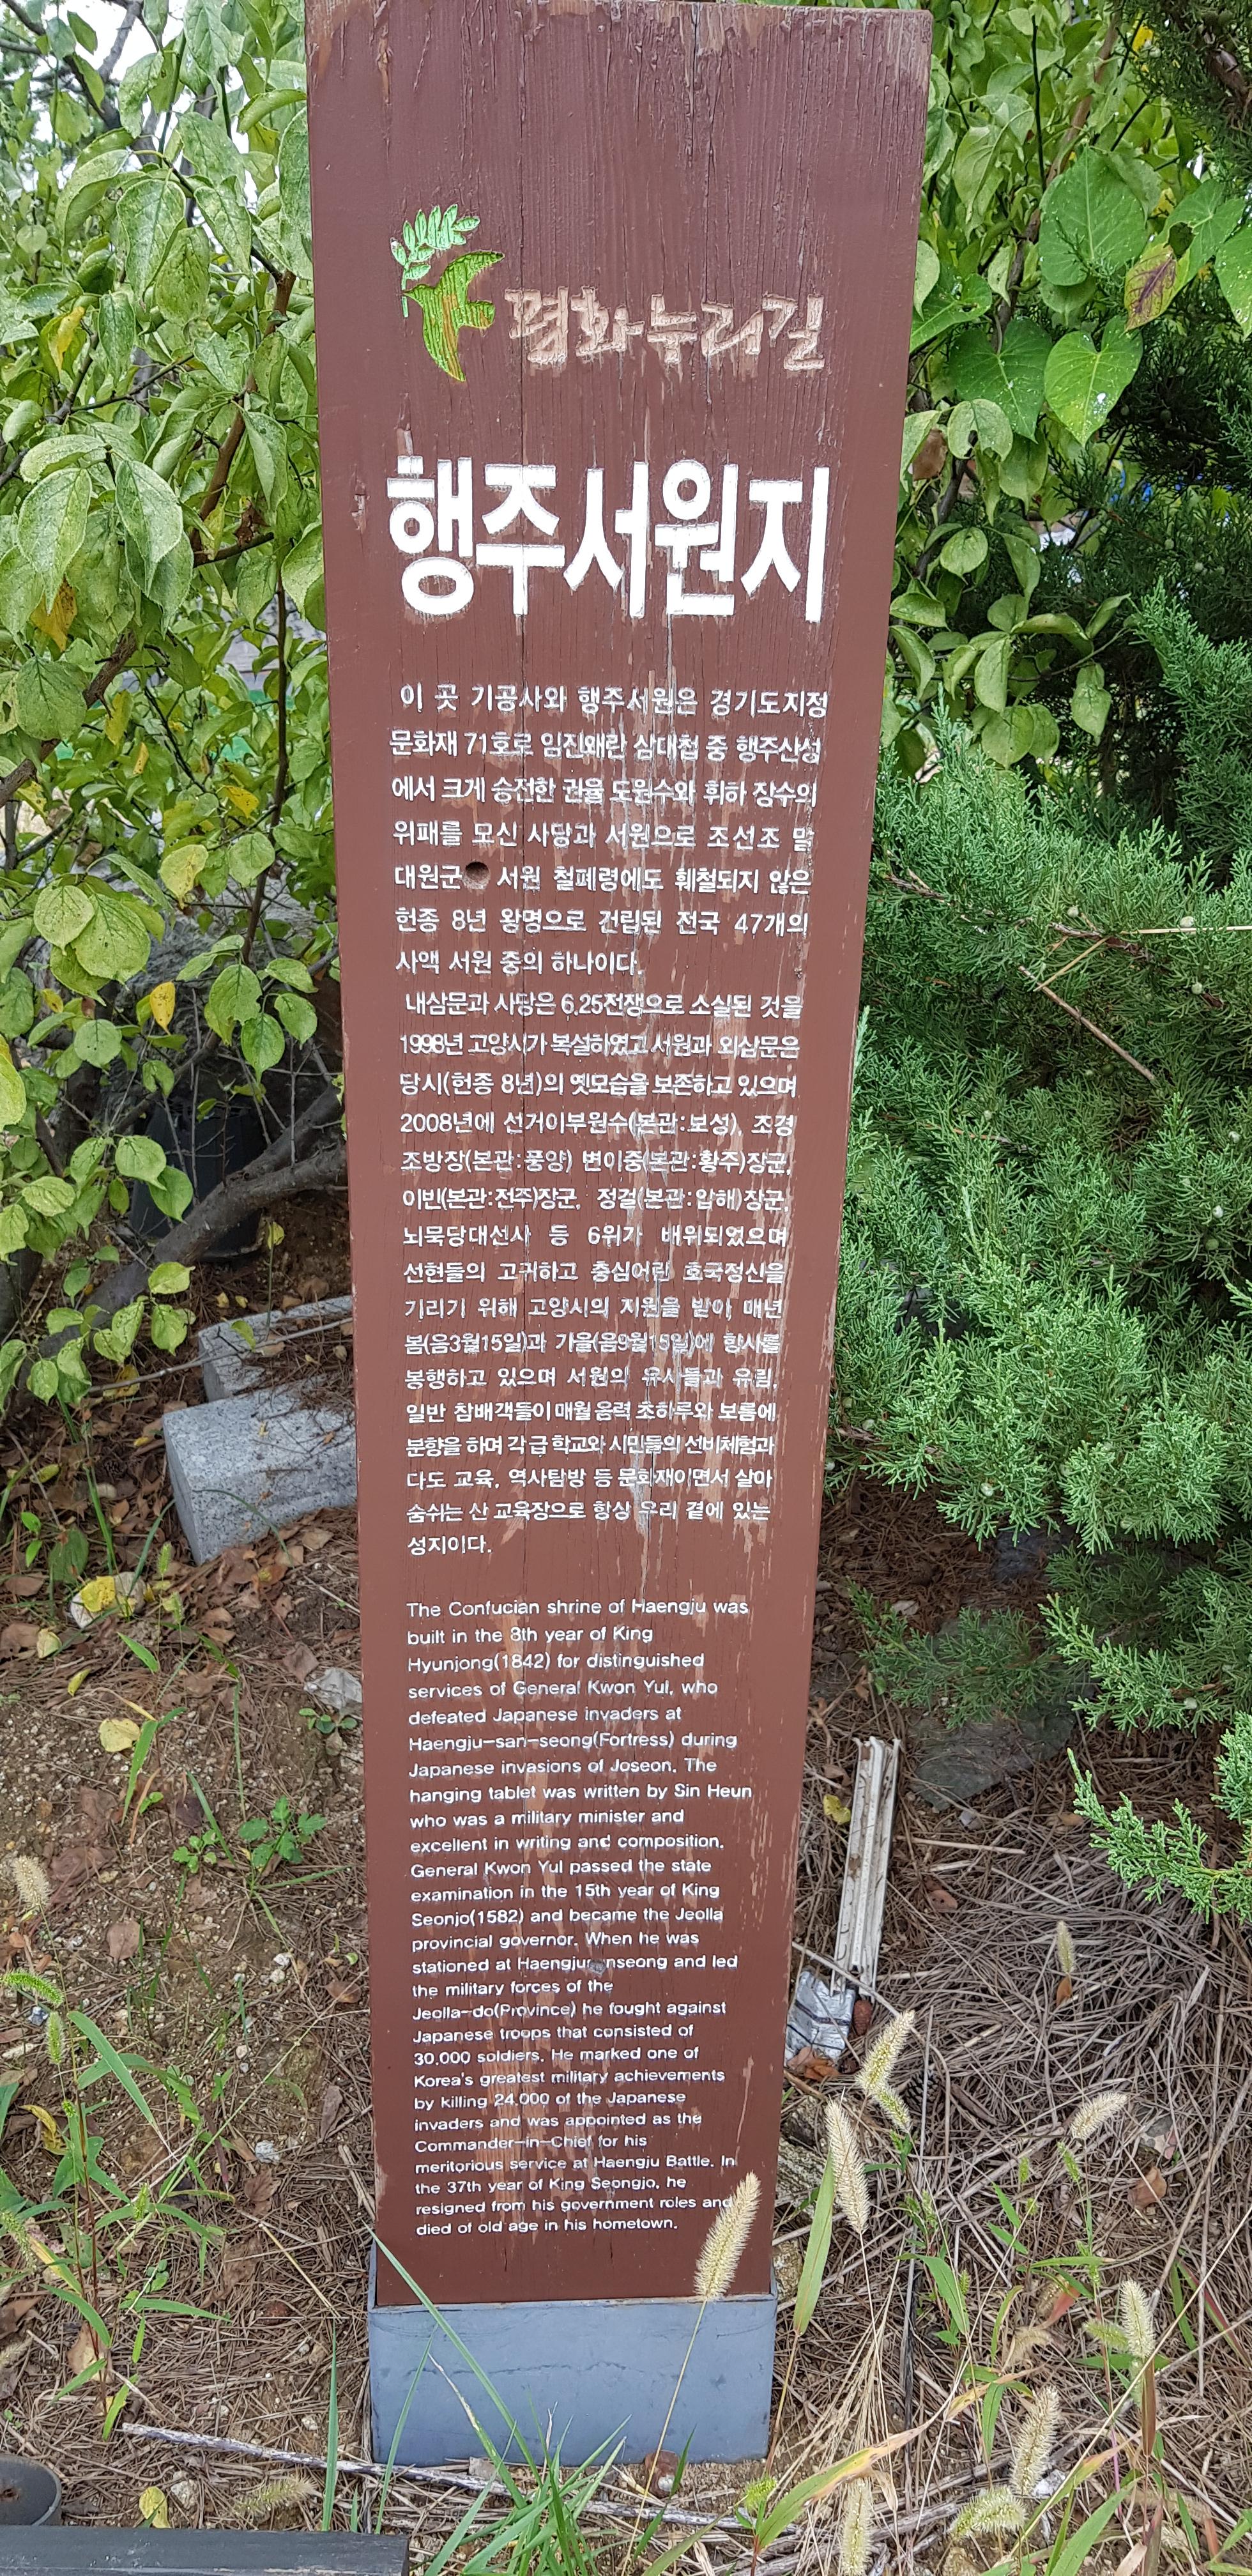 평화누리길
행주서원지
이 곳 기공사와 행주서원은 경기도지정
문화재 71호로 임진왜란 삼대첩 중 행주산성
에서 크게 승전한 권율 도원수와 휘하 장수의
위패를 모신 사당과 서원으로 조선조 말
대원군 서원 철폐령에도 훼철되지 않은
헌종 8년 왕명으로 건립된 전국 47개의
사액 서원 중의 하나이다.
내삼문과 사당은 6.25전쟁으로 소실된 것을
1998년 고양시가 복설하였고 서원과 외삼문은
당시(헌종 8년)의 옛모습을 보존하고 있으며
2008년에 선거이부원수(본관:보성), 조경
조방장(본관:풍양) 변이중(본관:황주)장군,
이빈(본관:전주)장군, 정걸(본관:압해)장군,
뇌묵당대선사 등 6위가 배위되었으며
선현들의 고귀하고 충심어린 호국정신을
기리기 위해 고양시의 지원을 받아, 매년
봄(음3월15일)과 가을(음9월15일)에 향사를
봉행하고 있으며 서원의 유사들과 유림,
일반 참배객들이 매월 음력 초하루와 보름에
분향을 하며 각급 학교와 시민들의 선비체험과
다도 교육, 역사탐방 등 문화재이면서 살아
숨쉬는 산 교육장으로 항상 우리 곁에 있는
성지이다.
The Confucian shrine of Haengju was
built in the 8th year of King
Hyunjong(1842) for distinguished
services of General Kwon Yul, who
defeated Japanese invaders at
Haengju-san-seong(Fortress) during
Japanese invasions of Joseon. The
hanging tablet was written by Sin Heun
who was a military minister and
excellent in writing and composition.
General Kwon Yul passed the state
examination in the 15th year of King
Seonjo(1582) and became the Jeolla
provincial governor. When he was
stationed at and led
the military forces of the
Jeolla-do(Province) he fought against
Japanese troops that consisted of
30.000 soldiers. He marked one of
Korea's greatest military achievements
by killing 24.000 of the Japanese
invaders and was appointed as the
Commander-in-Chief for his
meritorious service at Haengju Battle. In
the 37th year of King Seongjo, he
resigned from his government roles and
died of old age in his hometown.